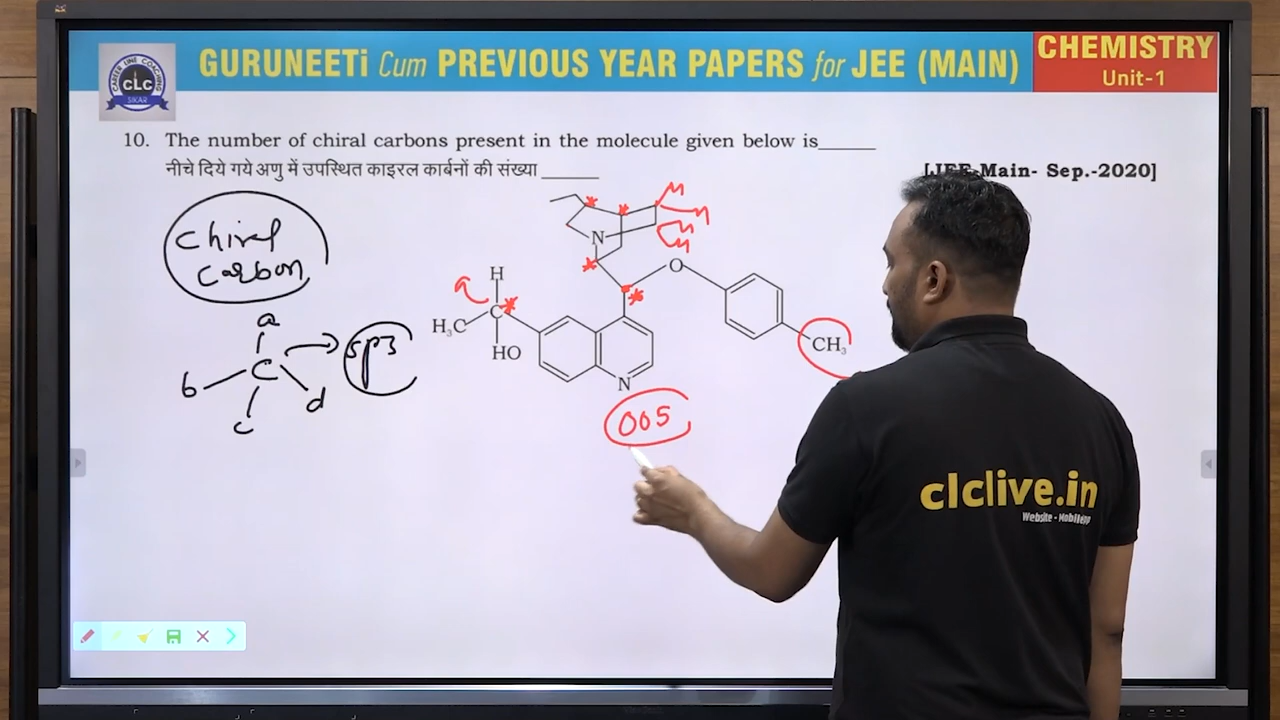 GURUNEETi Cum PREVIOUS YEAR PAPERS for JEE (MAIN)
CHEMISTRY
Unit-1
CAREER LINE COACHING
CLC
SIKAR
10. The number of chiral carbons present in the molecule given below is______
नीचे दिये गये अणु में उपस्थित काइरल कार्बनों की संख्या ______
[JEE-Main- Sep.-2020]
Chiral
Carbon
a
b C d
c
sp3
N
O
H
a
H3C C
HO
CH3
N
005
clclive.in
Website - Mobile App